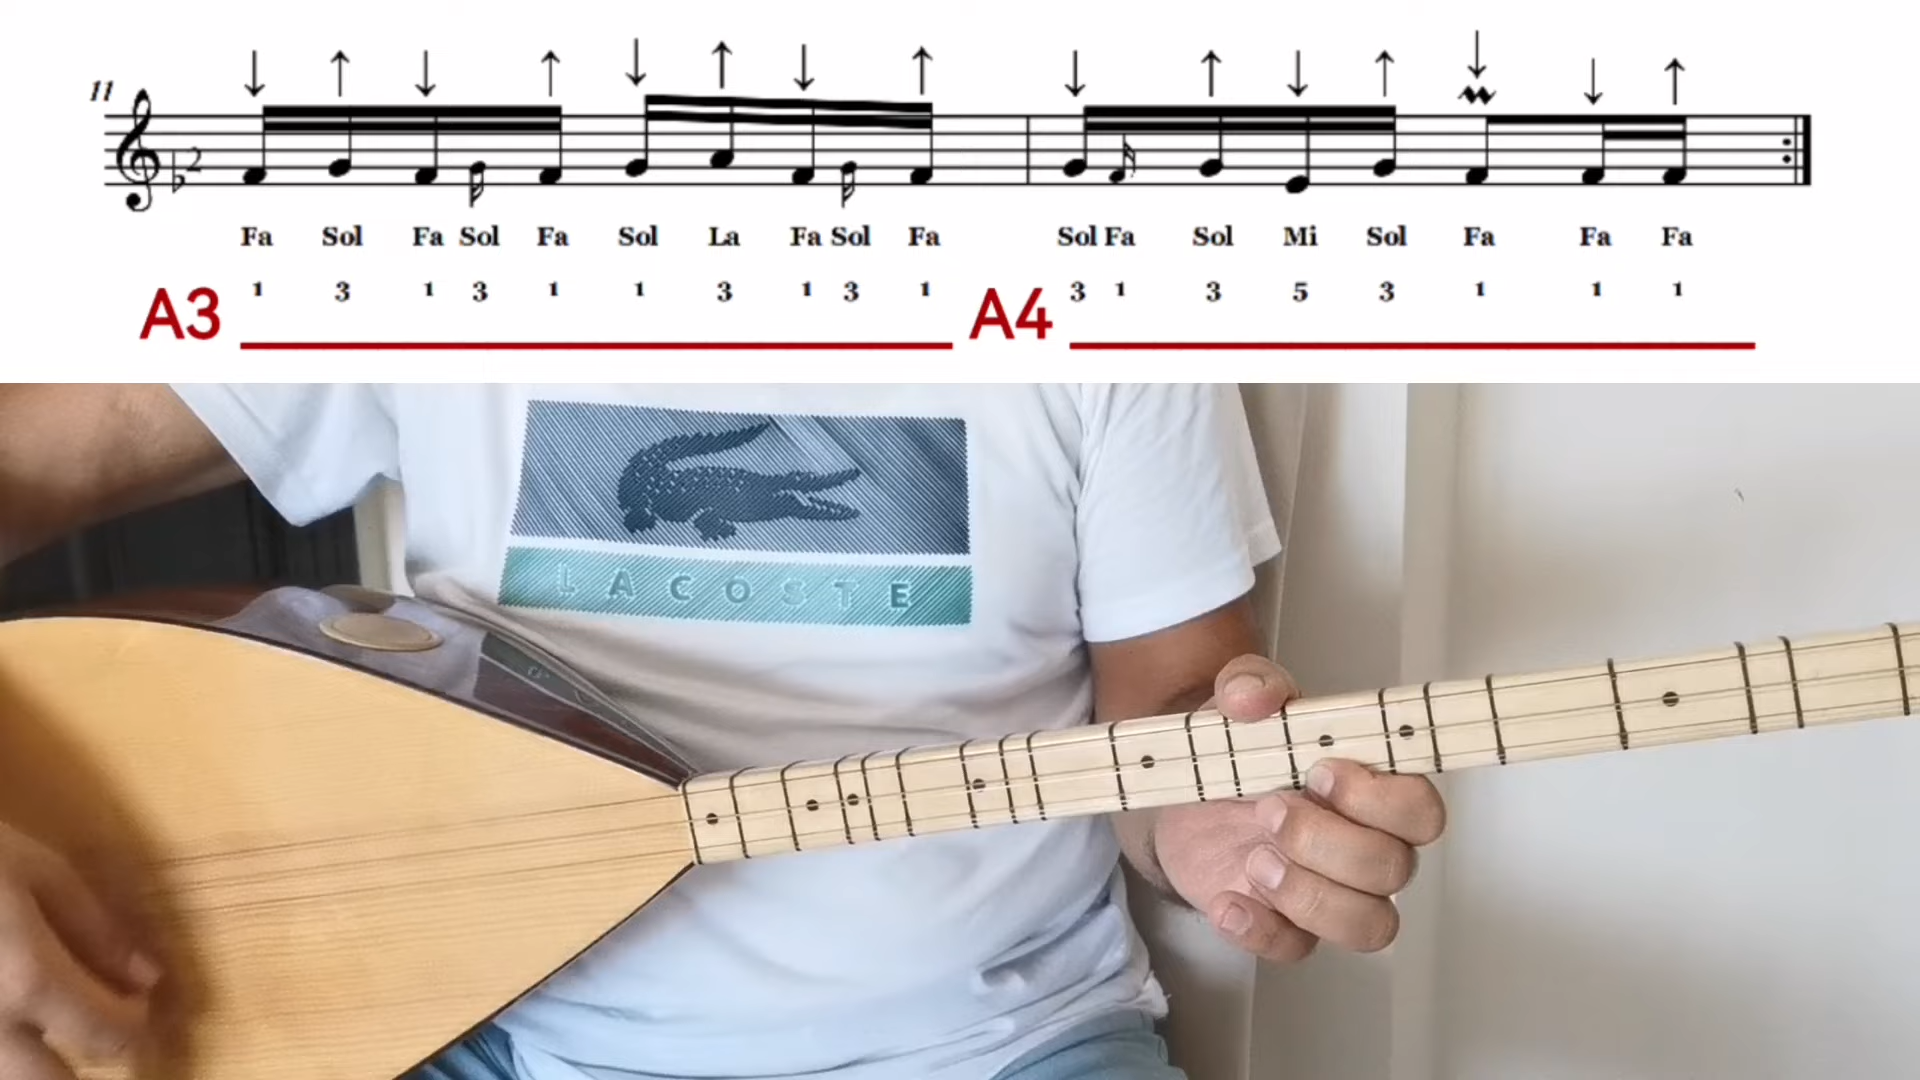 11
2
Fa Sol Fa Sol Fa Sol La Fa Sol Fa Sol Fa Sol Mi Sol Fa Fa Fa
A3 1 3 1 3 1 1 3 1 3 1 A4 3 1 3 5 3 1 1 1
LACOSTE